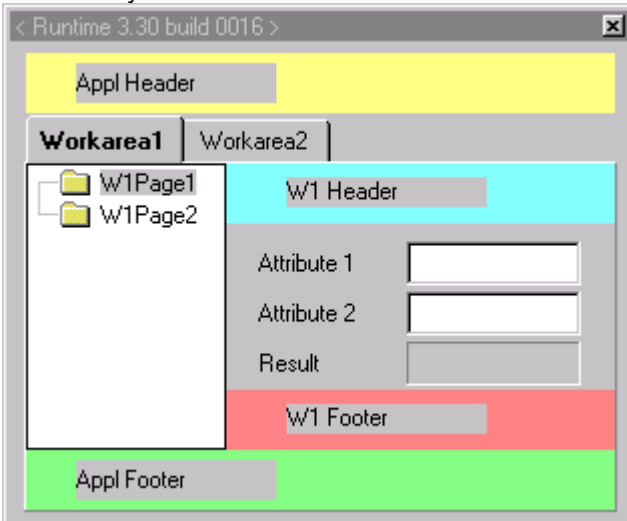 < Runtime 3.30 build 0016 >
Appl Header
Workarea1 Workarea2
W1Page1
W1Page2
W1 Header
Attribute 1
Attribute 2
Result
W1 Footer
Appl Footer